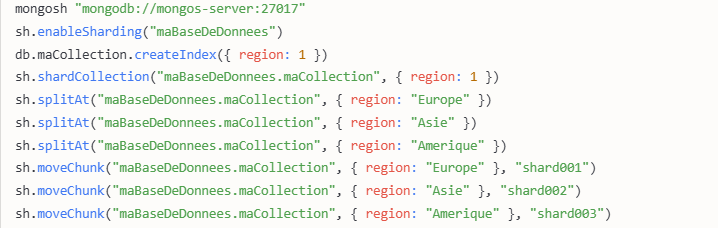 mongosh "mongodb://mongos-server:27017"
sh.enableSharding("maBaseDeDonnees")
db.maCollection.createIndex({ region: 1 })
sh.shardCollection("maBaseDeDonnees.maCollection", { region: 1 })
sh.splitAt("maBaseDeDonnees.maCollection", { region: "Europe" })
sh.splitAt("maBaseDeDonnees.maCollection", { region: "Asie" })
sh.splitAt("maBaseDeDonnees.maCollection", { region: "Amerique" })
sh.moveChunk("maBaseDeDonnees.maCollection", { region: "Europe" }, "shard001")
sh.moveChunk("maBaseDeDonnees.maCollection", { region: "Asie" }, "shard002")
sh.moveChunk("maBaseDeDonnees.maCollection", { region: "Amerique" }, "shard003")